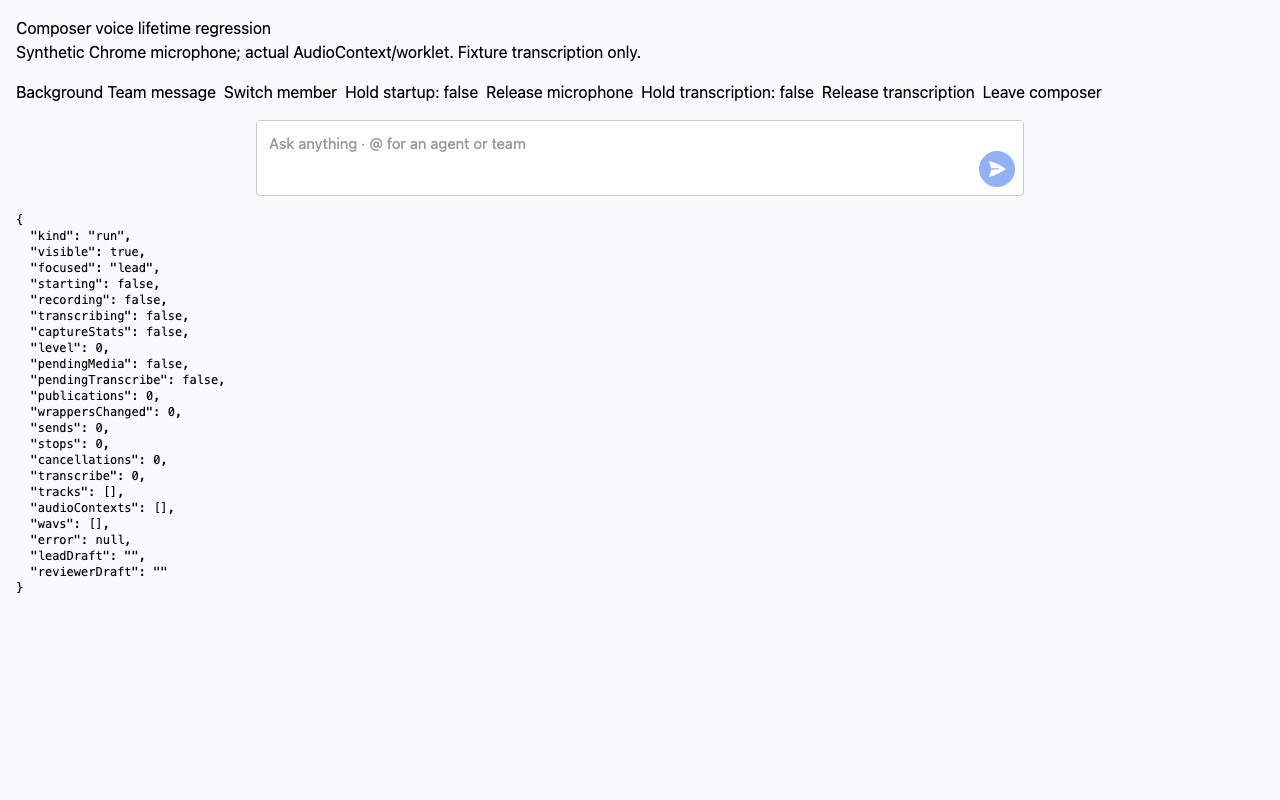 Composer voice lifetime regression
Synthetic Chrome microphone; actual AudioContext/worklet. Fixture transcription only.
Background Team message Switch member Hold startup: false Release microphone Hold transcription: false Release transcription Leave composer
Ask anything · @ for an agent or team
{
  "kind": "run",
  "visible": true,
  "focused": "lead",
  "starting": false,
  "recording": false,
  "transcribing": false,
  "captureStats": false,
  "level": 0,
  "pendingMedia": false,
  "pendingTranscribe": false,
  "publications": 0,
  "wrappersChanged": 0,
  "sends": 0,
  "stops": 0,
  "cancellations": 0,
  "transcribe": 0,
  "tracks": [],
  "audioContexts": [],
  "wavs": [],
  "error": null,
  "leadDraft": "",
  "reviewerDraft": ""
}